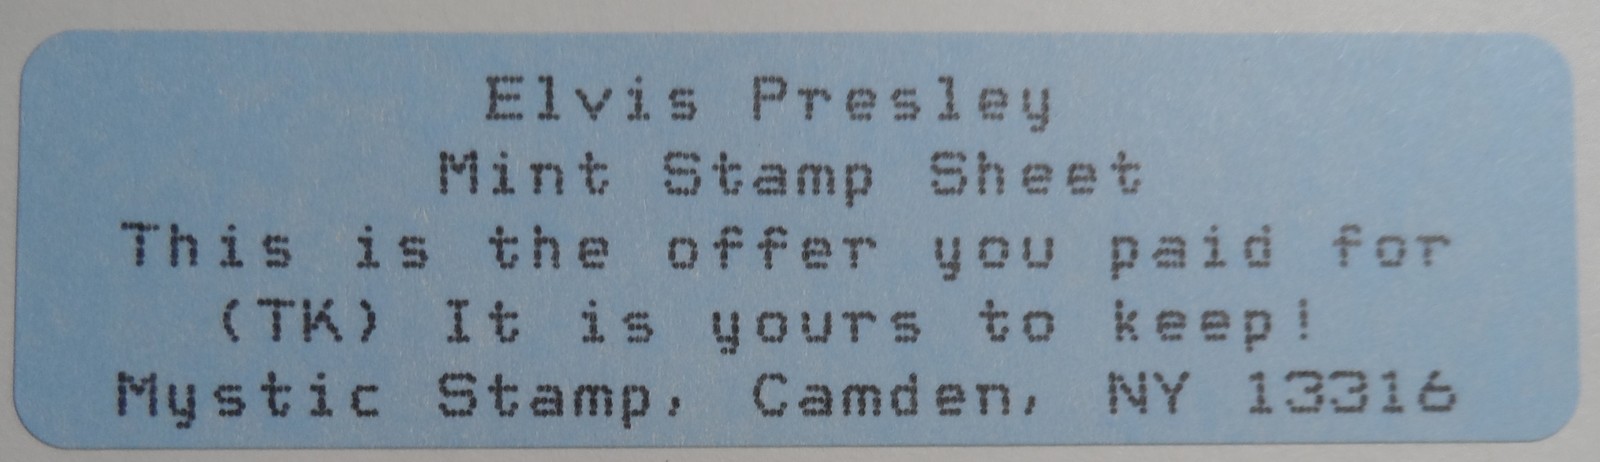 Elvis Presley
Mint Stamp Sheet
This is the offer you paid for
(TK) It is yours to keep!
Mystic Stamp, Camden, NY 13316